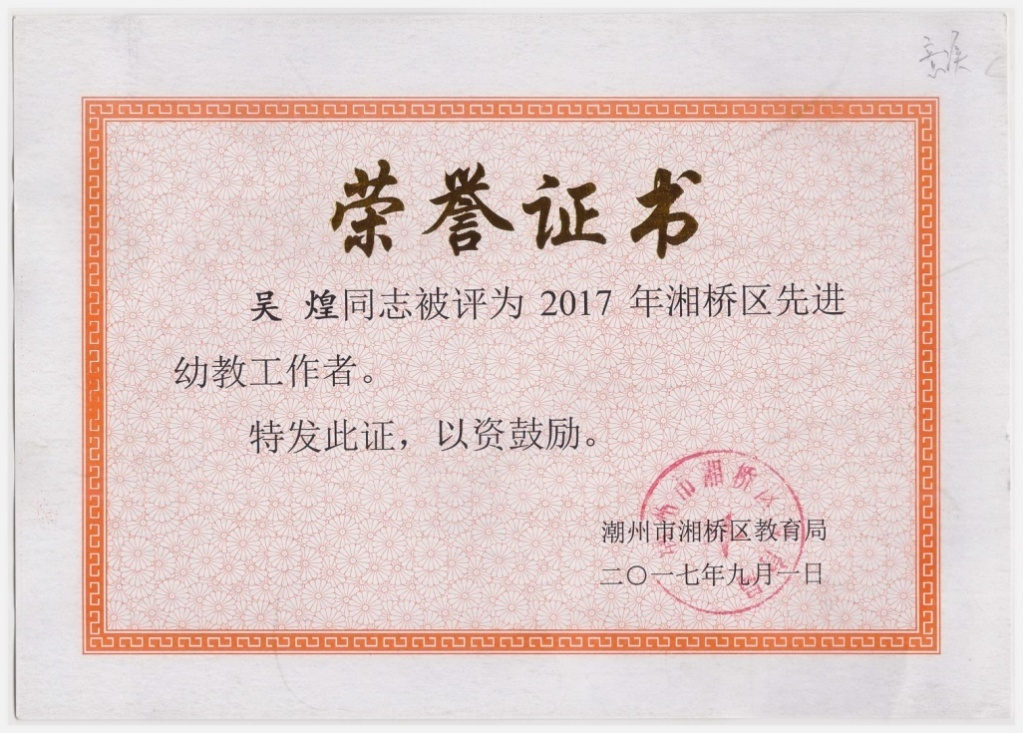 荣誉证书
吴 煌同志被评为 2017 年湘桥区先进
幼教工作者。
特发此证，以资鼓励。
潮州市湘桥区教育局
二〇一七年九月一日